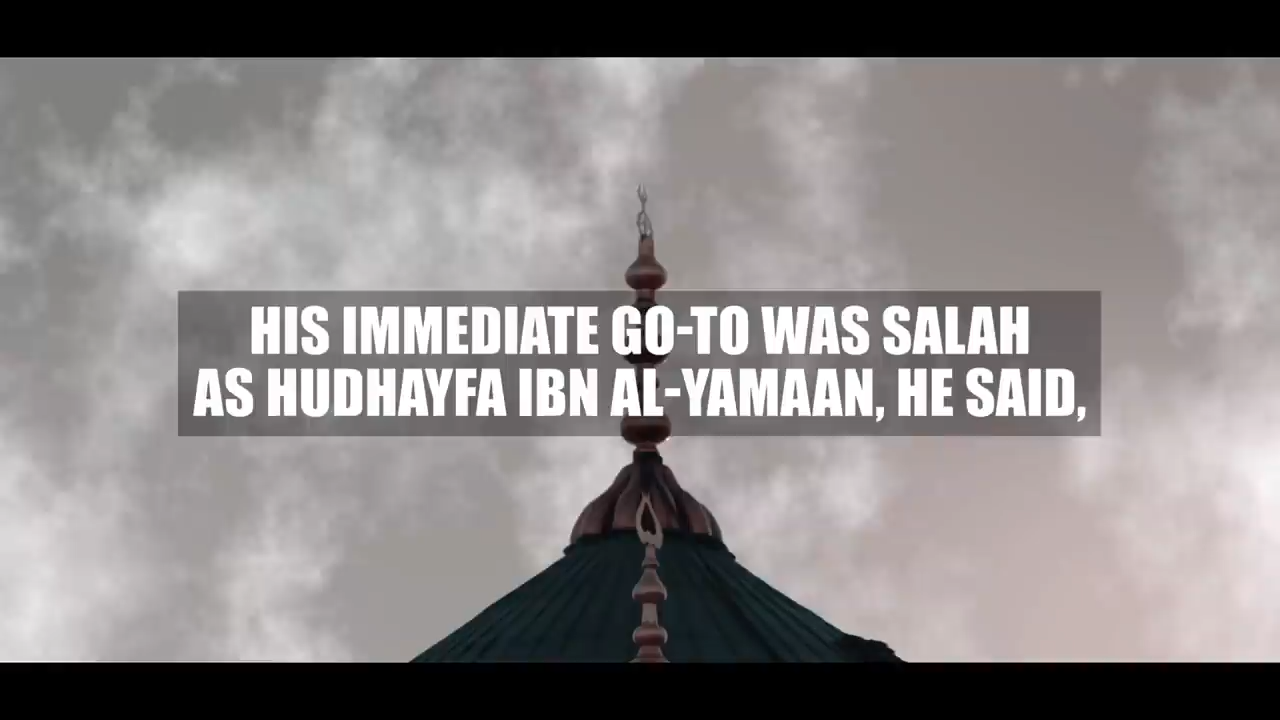 HIS IMMEDIATE GO-TO WAS SALAH
AS HUDHAYFA IBN AL-YAMAAN, HE SAID,